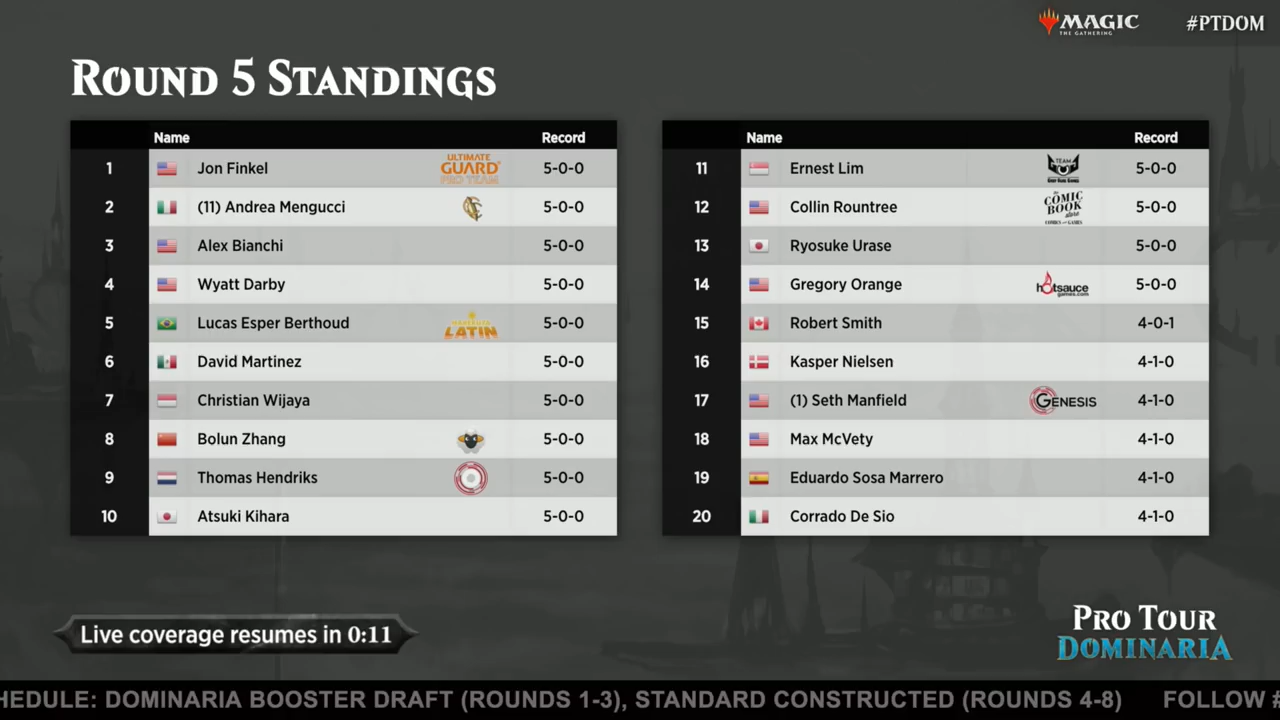 MAGIC
THE GATHERING
#PTDOM
ROUND 5 STANDINGS
Name Record
1 Jon Finkel ULTIMATE GUARD PRO TEAM 5-0-0
2 (11) Andrea Mengucci 5-0-0
3 Alex Bianchi 5-0-0
4 Wyatt Darby 5-0-0
5 Lucas Esper Berthoud LATIN 5-0-0
6 David Martinez 5-0-0
7 Christian Wijaya 5-0-0
8 Bolun Zhang 5-0-0
9 Thomas Hendriks 5-0-0
10 Atsuki Kihara 5-0-0
Name Record
11 Ernest Lim TEAM 5-0-0
12 Collin Rountree COMIC BOOK store COMICS GAMES 5-0-0
13 Ryosuke Urase 5-0-0
14 Gregory Orange hotsauce games.com 5-0-0
15 Robert Smith 4-0-1
16 Kasper Nielsen 4-1-0
17 (1) Seth Manfield GENESIS 4-1-0
18 Max McVety 4-1-0
19 Eduardo Sosa Marrero 4-1-0
20 Corrado De Sio 4-1-0
Live coverage resumes in 0:11
PRO TOUR
DOMINARIA
HEDULE: DOMINARIA BOOSTER DRAFT (ROUNDS 1-3), STANDARD CONSTRUCTED (ROUNDS 4-8) FOLLOW #